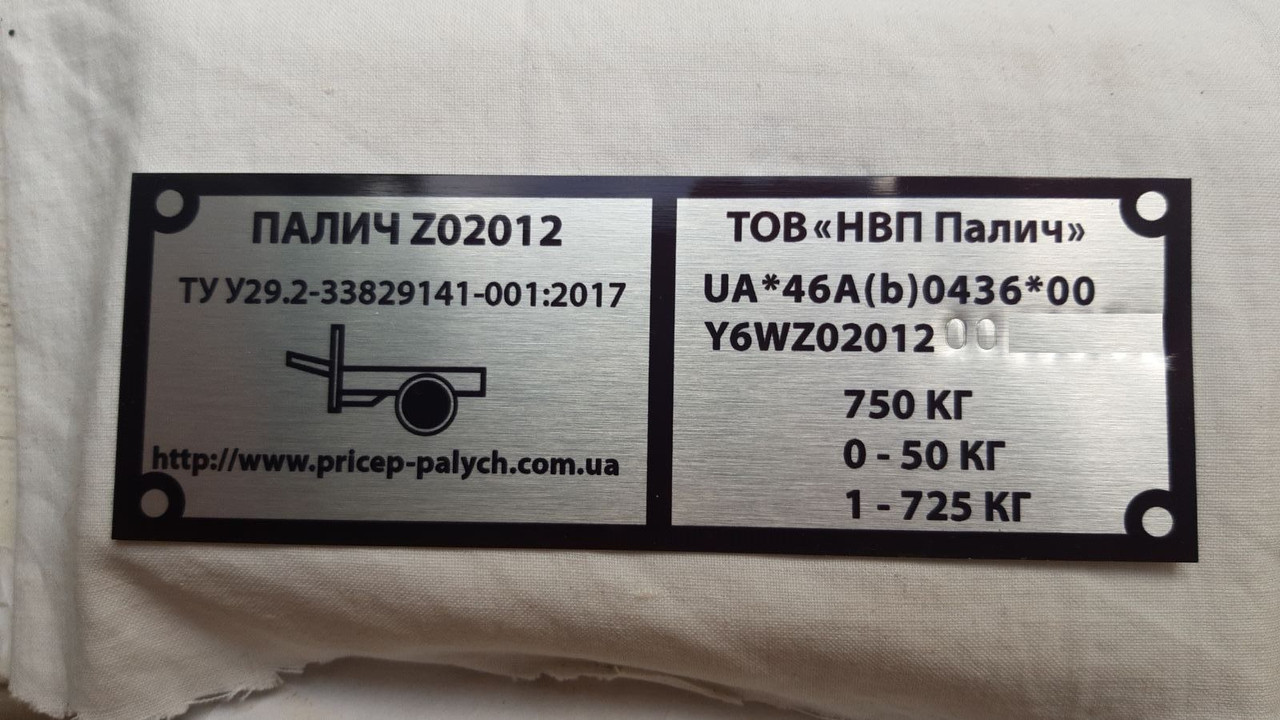 ПАЛИЧ Z02012
ТУ У29.2-33829141-001:2017
http://www.pricep-palych.com.ua
ТОВ «НВП Палич»
UA*46A(b)0436*00
Y6WZ0201200
750 КГ
0 - 50 КГ
1 - 725 КГ